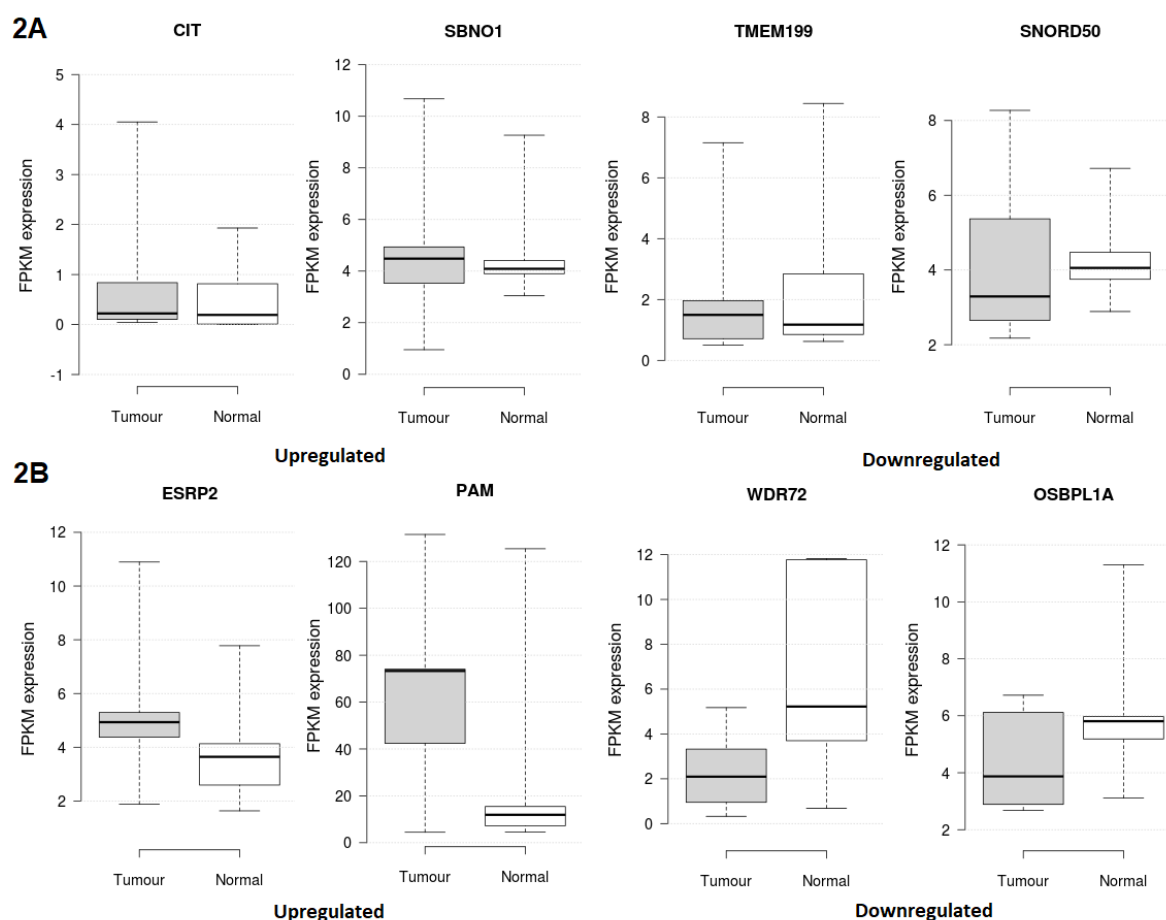 2A
CIT
SBNO1
TMEM199
SNORD50
FPKM expression
5
4
3
2
1
0
-1
Tumour
Normal
FPKM expression
12
10
8
6
4
2
0
Tumour
Normal
FPKM expression
8
6
4
2
0
Tumour
Normal
FPKM expression
8
6
4
2
Tumour
Normal
Upregulated
Downregulated
2B
ESRP2
PAM
WDR72
OSBPL1A
FPKM expression
12
10
8
6
4
2
Tumour
Normal
FPKM expression
120
100
80
60
40
20
0
Tumour
Normal
FPKM expression
12
10
8
6
4
2
0
Tumour
Normal
FPKM expression
12
10
8
6
4
2
Tumour
Normal
Upregulated
Downregulated